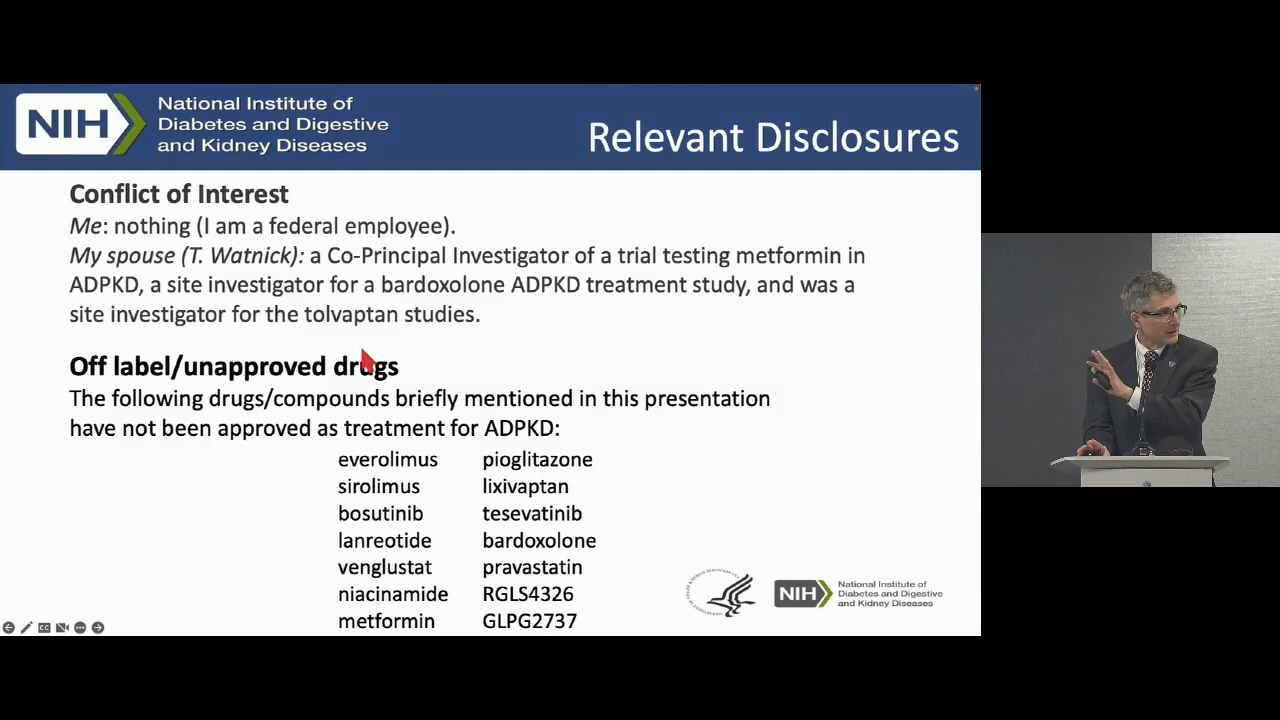 NIH
National Institute of
Diabetes and Digestive
and Kidney Diseases
Relevant Disclosures
Conflict of Interest
Me: nothing (I am a federal employee).
My spouse (T. Watnick): a Co-Principal Investigator of a trial testing metformin in
ADPKD, a site investigator for a bardoxolone ADPKD treatment study, and was a
site investigator for the tolvaptan studies.
Off label/unapproved drugs
The following drugs/compounds briefly mentioned in this presentation
have not been approved as treatment for ADPKD:
everolimus pioglitazone
sirolimus lixivaptan
bosutinib tesevatinib
lanreotide bardoxolone
venglustat pravastatin
niacinamide RGLS4326
metformin GLPG2737
NIH
National Institute of
Diabetes and Digestive
and Kidney Diseases
CC